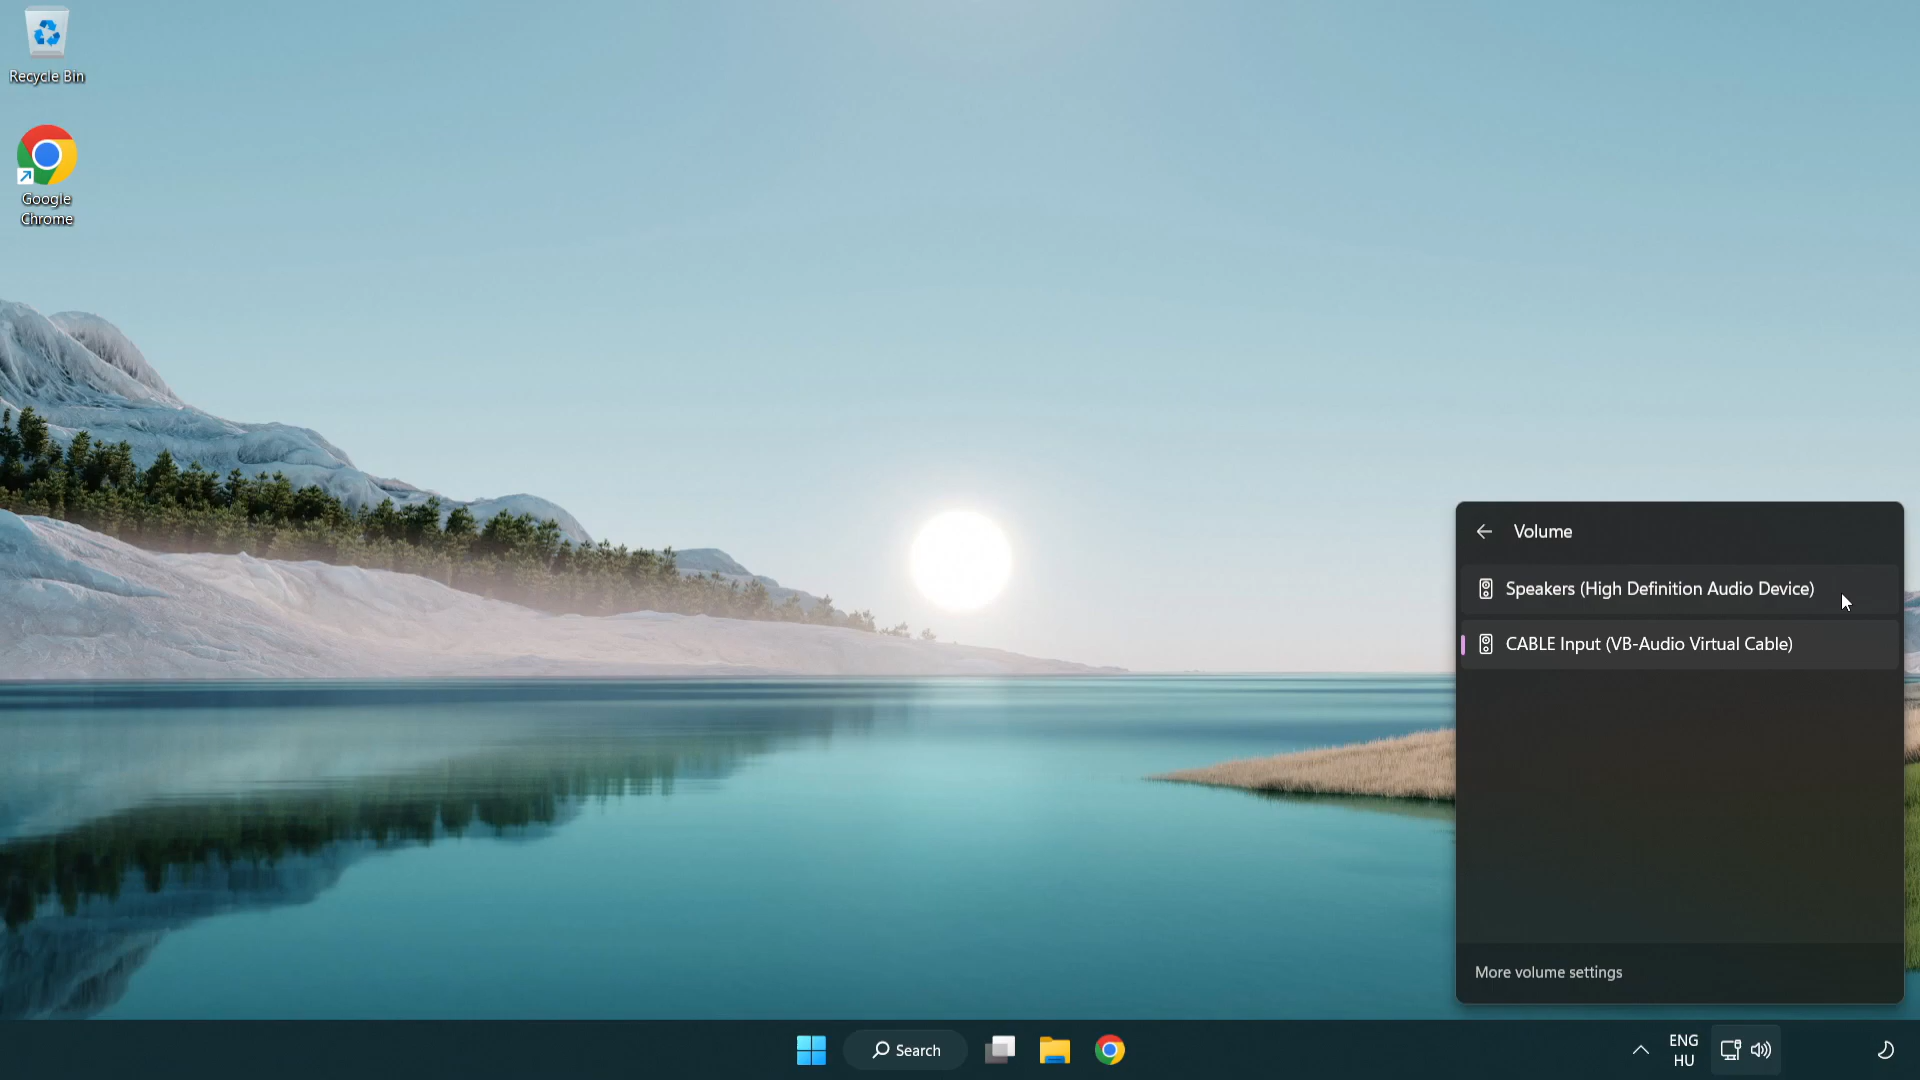 Recycle Bin
Google
Chrome
Volume
Speakers (High Definition Audio Device)
CABLE Input (VB-Audio Virtual Cable)
More volume settings
Search
ENG
HU